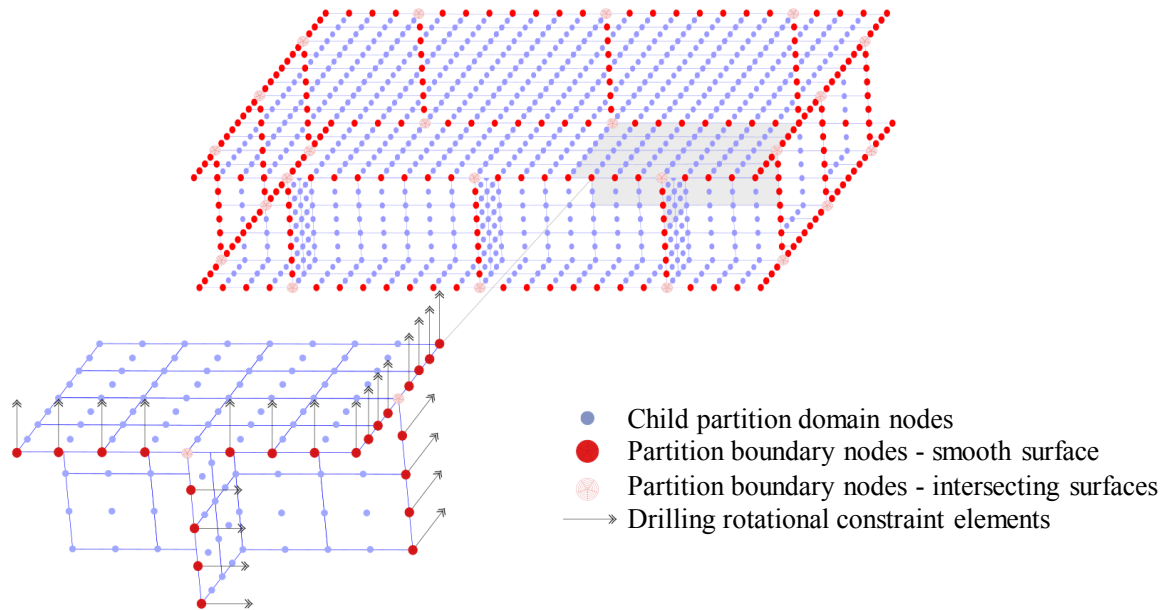 Child partition domain nodes
Partition boundary nodes - smooth surface
Partition boundary nodes - intersecting surfaces
Drilling rotational constraint elements